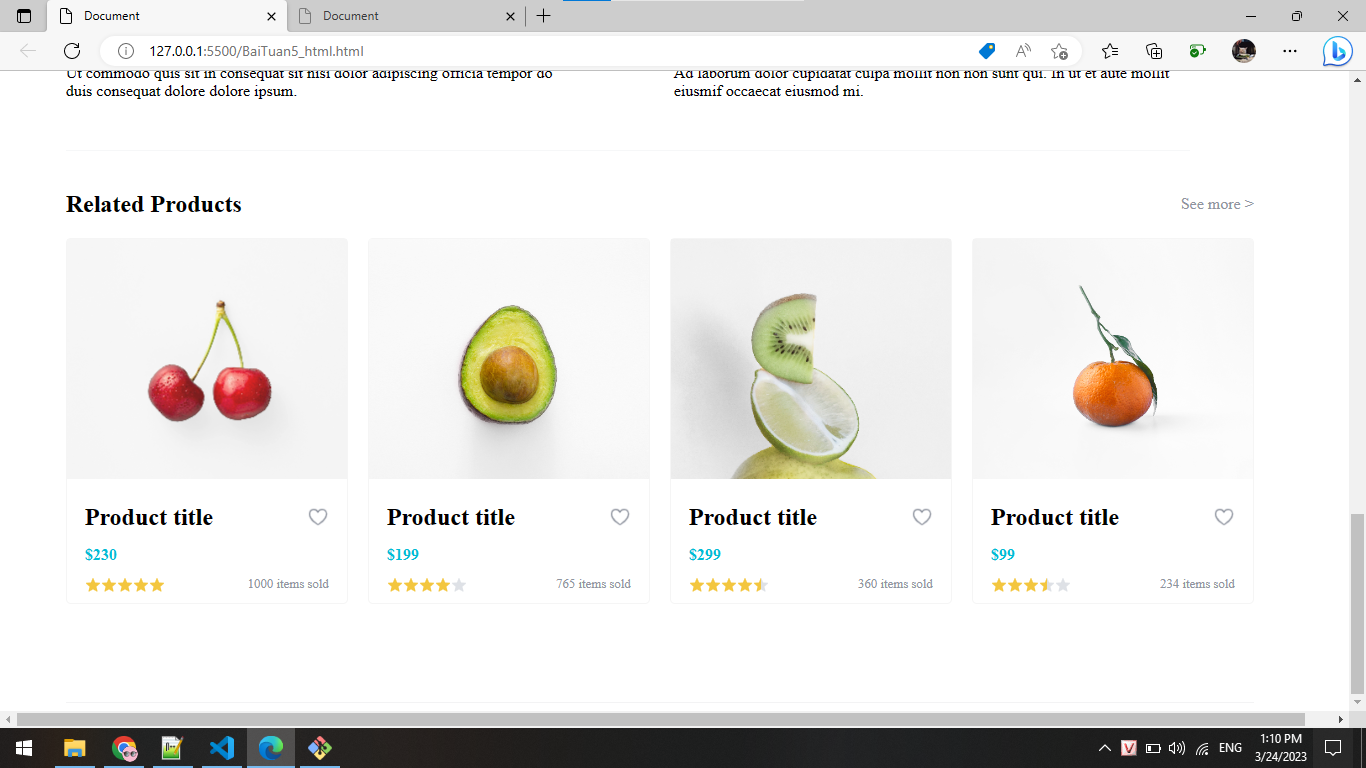 Document
Document
127.0.0.1:5500/BaiTuan5_html.html
Ut commodo quis sit in consequat sit nisi dolor adipiscing officia tempor do
duis consequat dolore dolore ipsum.
Ad laborum dolor cupidatat culpa mollit non non sunt qui. In ut et aute mollit
eiusmif occaecat eiusmod mi.
Related Products
See more >
Product title
$230
1000 items sold
Product title
$199
765 items sold
Product title
$299
360 items sold
Product title
$99
234 items sold
ENG
1:10 PM
3/24/2023